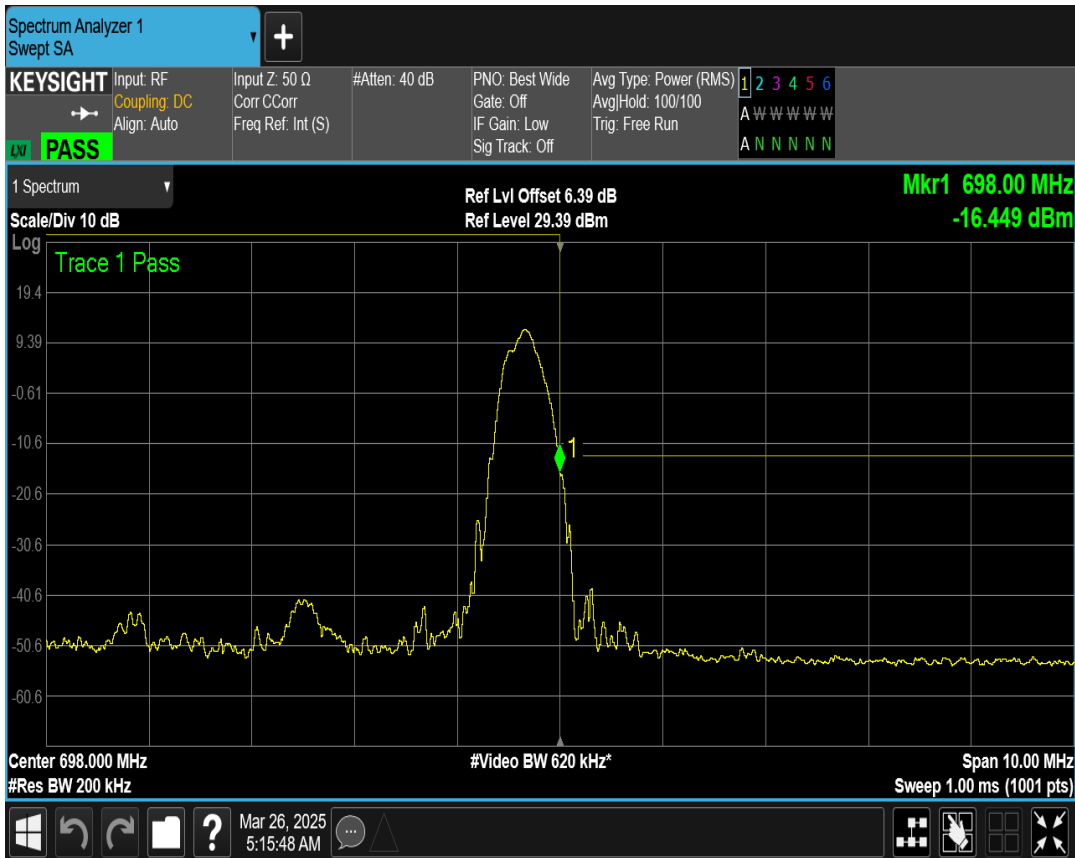 Spectrum Analyzer 1
Swept SA
KEYSIGHT
LXI PASS
Input: RF
Coupling: DC
Align: Auto
Input Z: 50 Ω
Corr CCorr
Freq Ref: Int (S)
#Atten: 40 dB
PNO: Best Wide
Gate: Off
IF Gain: Low
Sig Track: Off
Avg Type: Power (RMS)
Avg|Hold: 100/100
Trig: Free Run
1 2 3 4 5 6
A W W W W W
A N N N N N
1 Spectrum
Scale/Div 10 dB
Ref Lvl Offset 6.39 dB
Ref Level 29.39 dBm
Mkr1 698.00 MHz
-16.449 dBm
Log
Trace 1 Pass
19.4
9.39
-0.61
-10.6
1
-20.6
-30.6
-40.6
-50.6
-60.6
Center 698.000 MHz
#Res BW 200 kHz
#Video BW 620 kHz*
Span 10.00 MHz
Sweep 1.00 ms (1001 pts)
?
Mar 26, 2025
5:15:48 AM